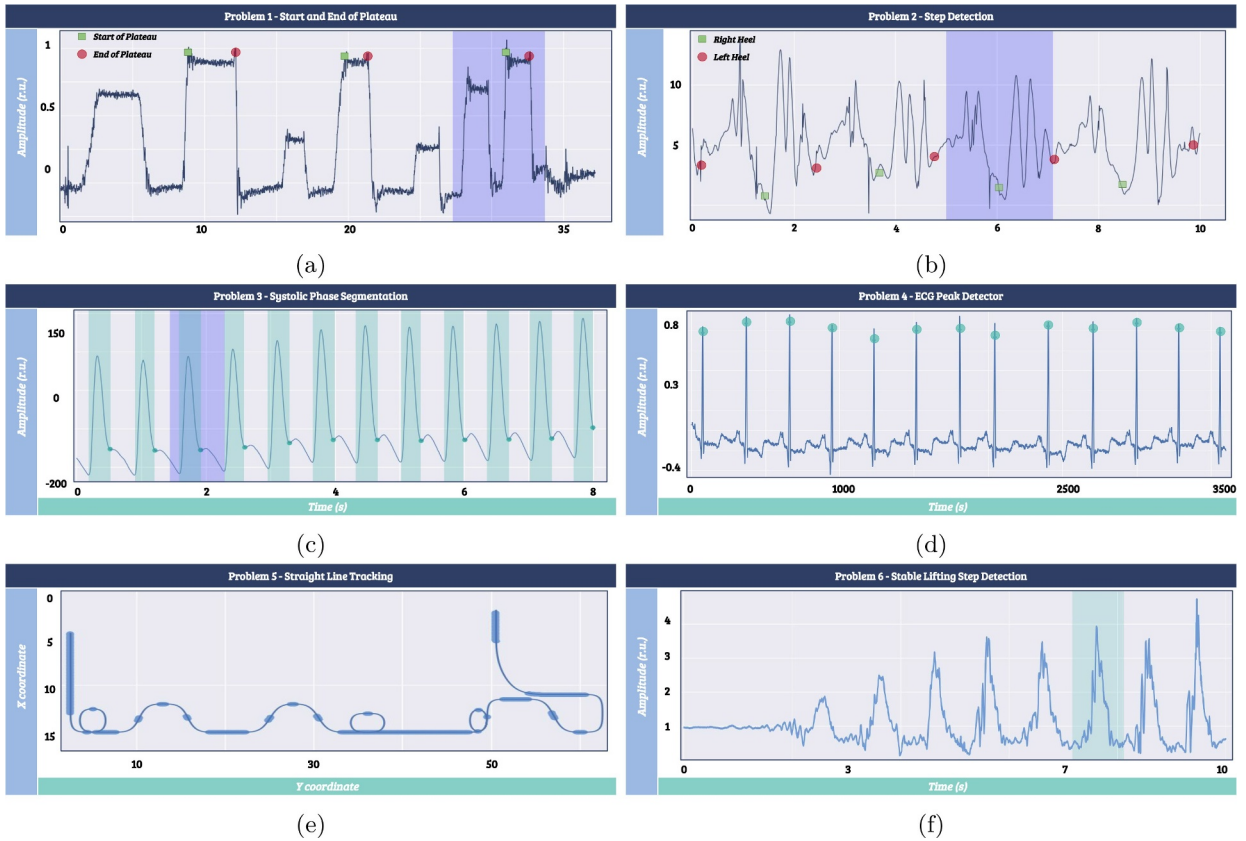 Problem 1 - Start and End of Plateau
Amplitude (r.u.)
Start of Plateau
End of Plateau
1
0.5
0
0
10
20
35
(a)
Problem 2 - Step Detection
Amplitude (r.u.)
Right Heel
Left Heel
10
5
0
2
4
6
8
10
(b)
Problem 3 - Systolic Phase Segmentation
Amplitude (r.u.)
150
0
-200
0
2
4
6
8
Time (s)
(c)
Problem 4 - ECG Peak Detector
Amplitude (r.u.)
0.8
0.3
-0.4
0
1000
2500
3500
Time (s)
(d)
Problem 5 - Straight Line Tracking
X coordinate
0
5
10
15
10
30
50
Y coordinate
(e)
Problem 6 - Stable Lifting Step Detection
Amplitude (r.u.)
4
3
2
1
0
3
7
10
Time (s)
(f)